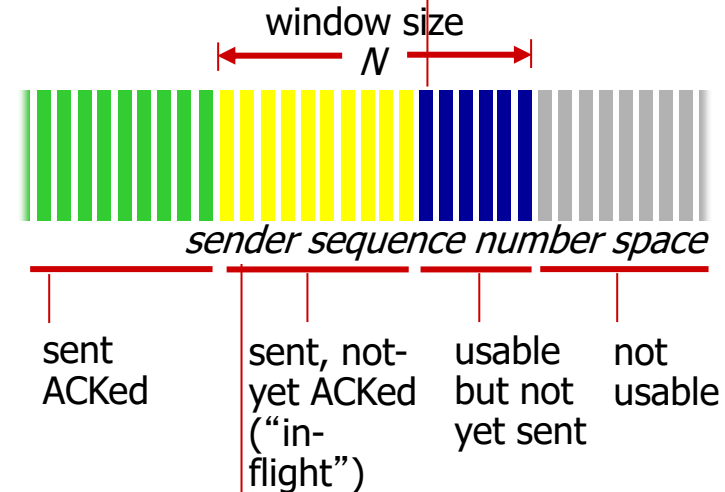 window size
N
sender sequence number space
sent
ACKed
sent, not-
yet ACKed
(“in-
flight”)
usable
but not
yet sent
not
usable